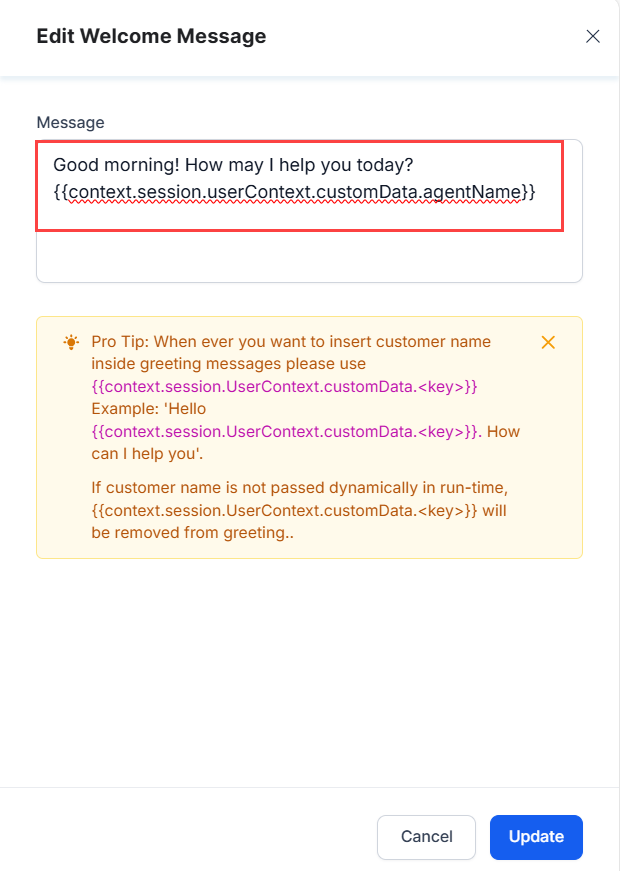 Edit Welcome Message
Message
Good morning! How may I help you today?
{{context.session.userContext.customData.agentName}}
Pro Tip: When ever you want to insert customer name
inside greeting messages please use
{{context.session.UserContext.customData.<key>}}
Example: 'Hello
{{context.session.UserContext.customData.<key>}}. How
can I help you'.
If customer name is not passed dynamically in run-time,
{{context.session.UserContext.customData.<key>}} will
be removed from greeting..
Cancel
Update